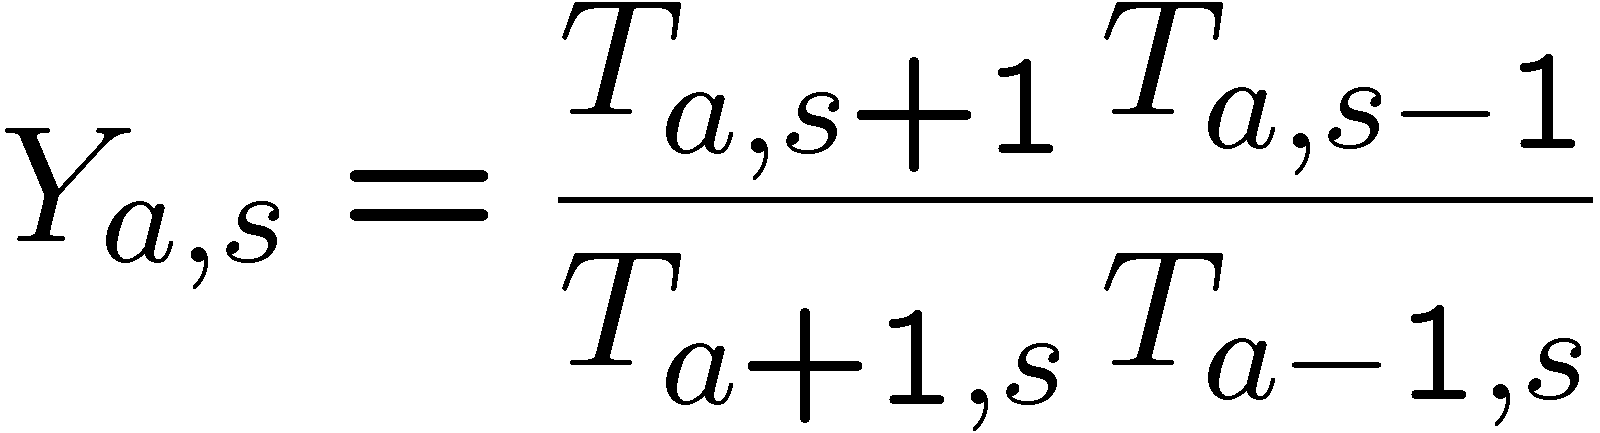 Y_{a,s} = \frac{T_{a,s+1} T_{a,s-1}}{T_{a+1,s} T_{a-1,s}}